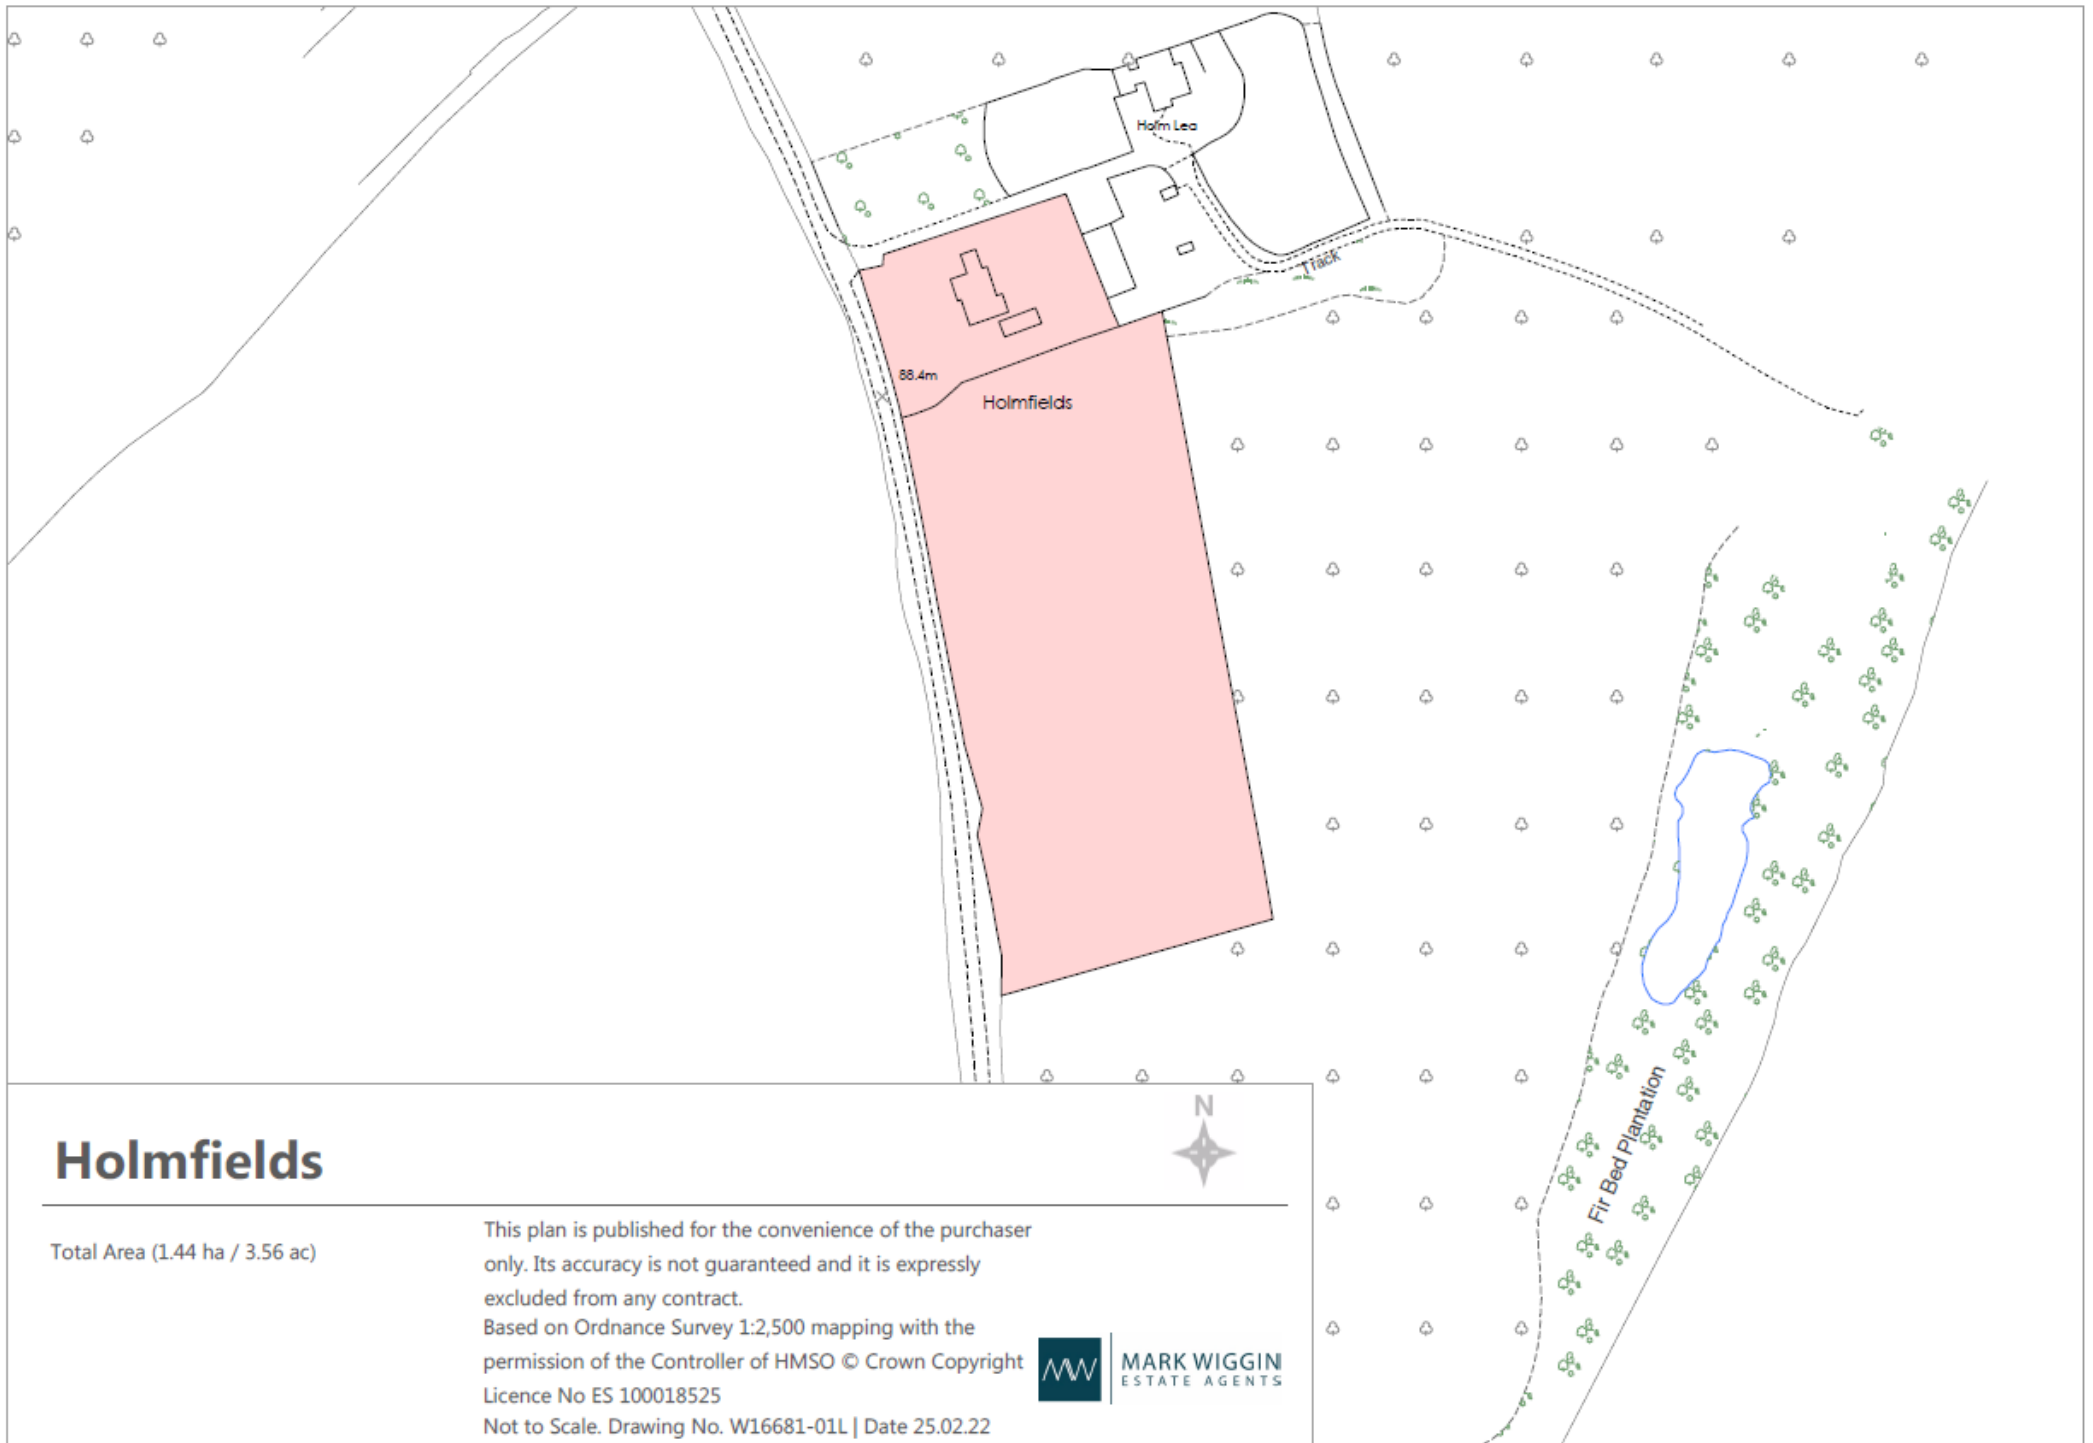 Holm Lea
Track
88.4m
Holmfields
Fir Bed Plantation
N
Holmfields
Total Area (1.44 ha / 3.56 ac)
This plan is published for the convenience of the purchaser
only. Its accuracy is not guaranteed and it is expressly
excluded from any contract.
Based on Ordnance Survey 1:2,500 mapping with the
permission of the Controller of HMSO © Crown Copyright
Licence No ES 100018525
Not to Scale. Drawing No. W16681-01L | Date 25.02.22
MW
MARK WIGGIN
ESTATE AGENTS